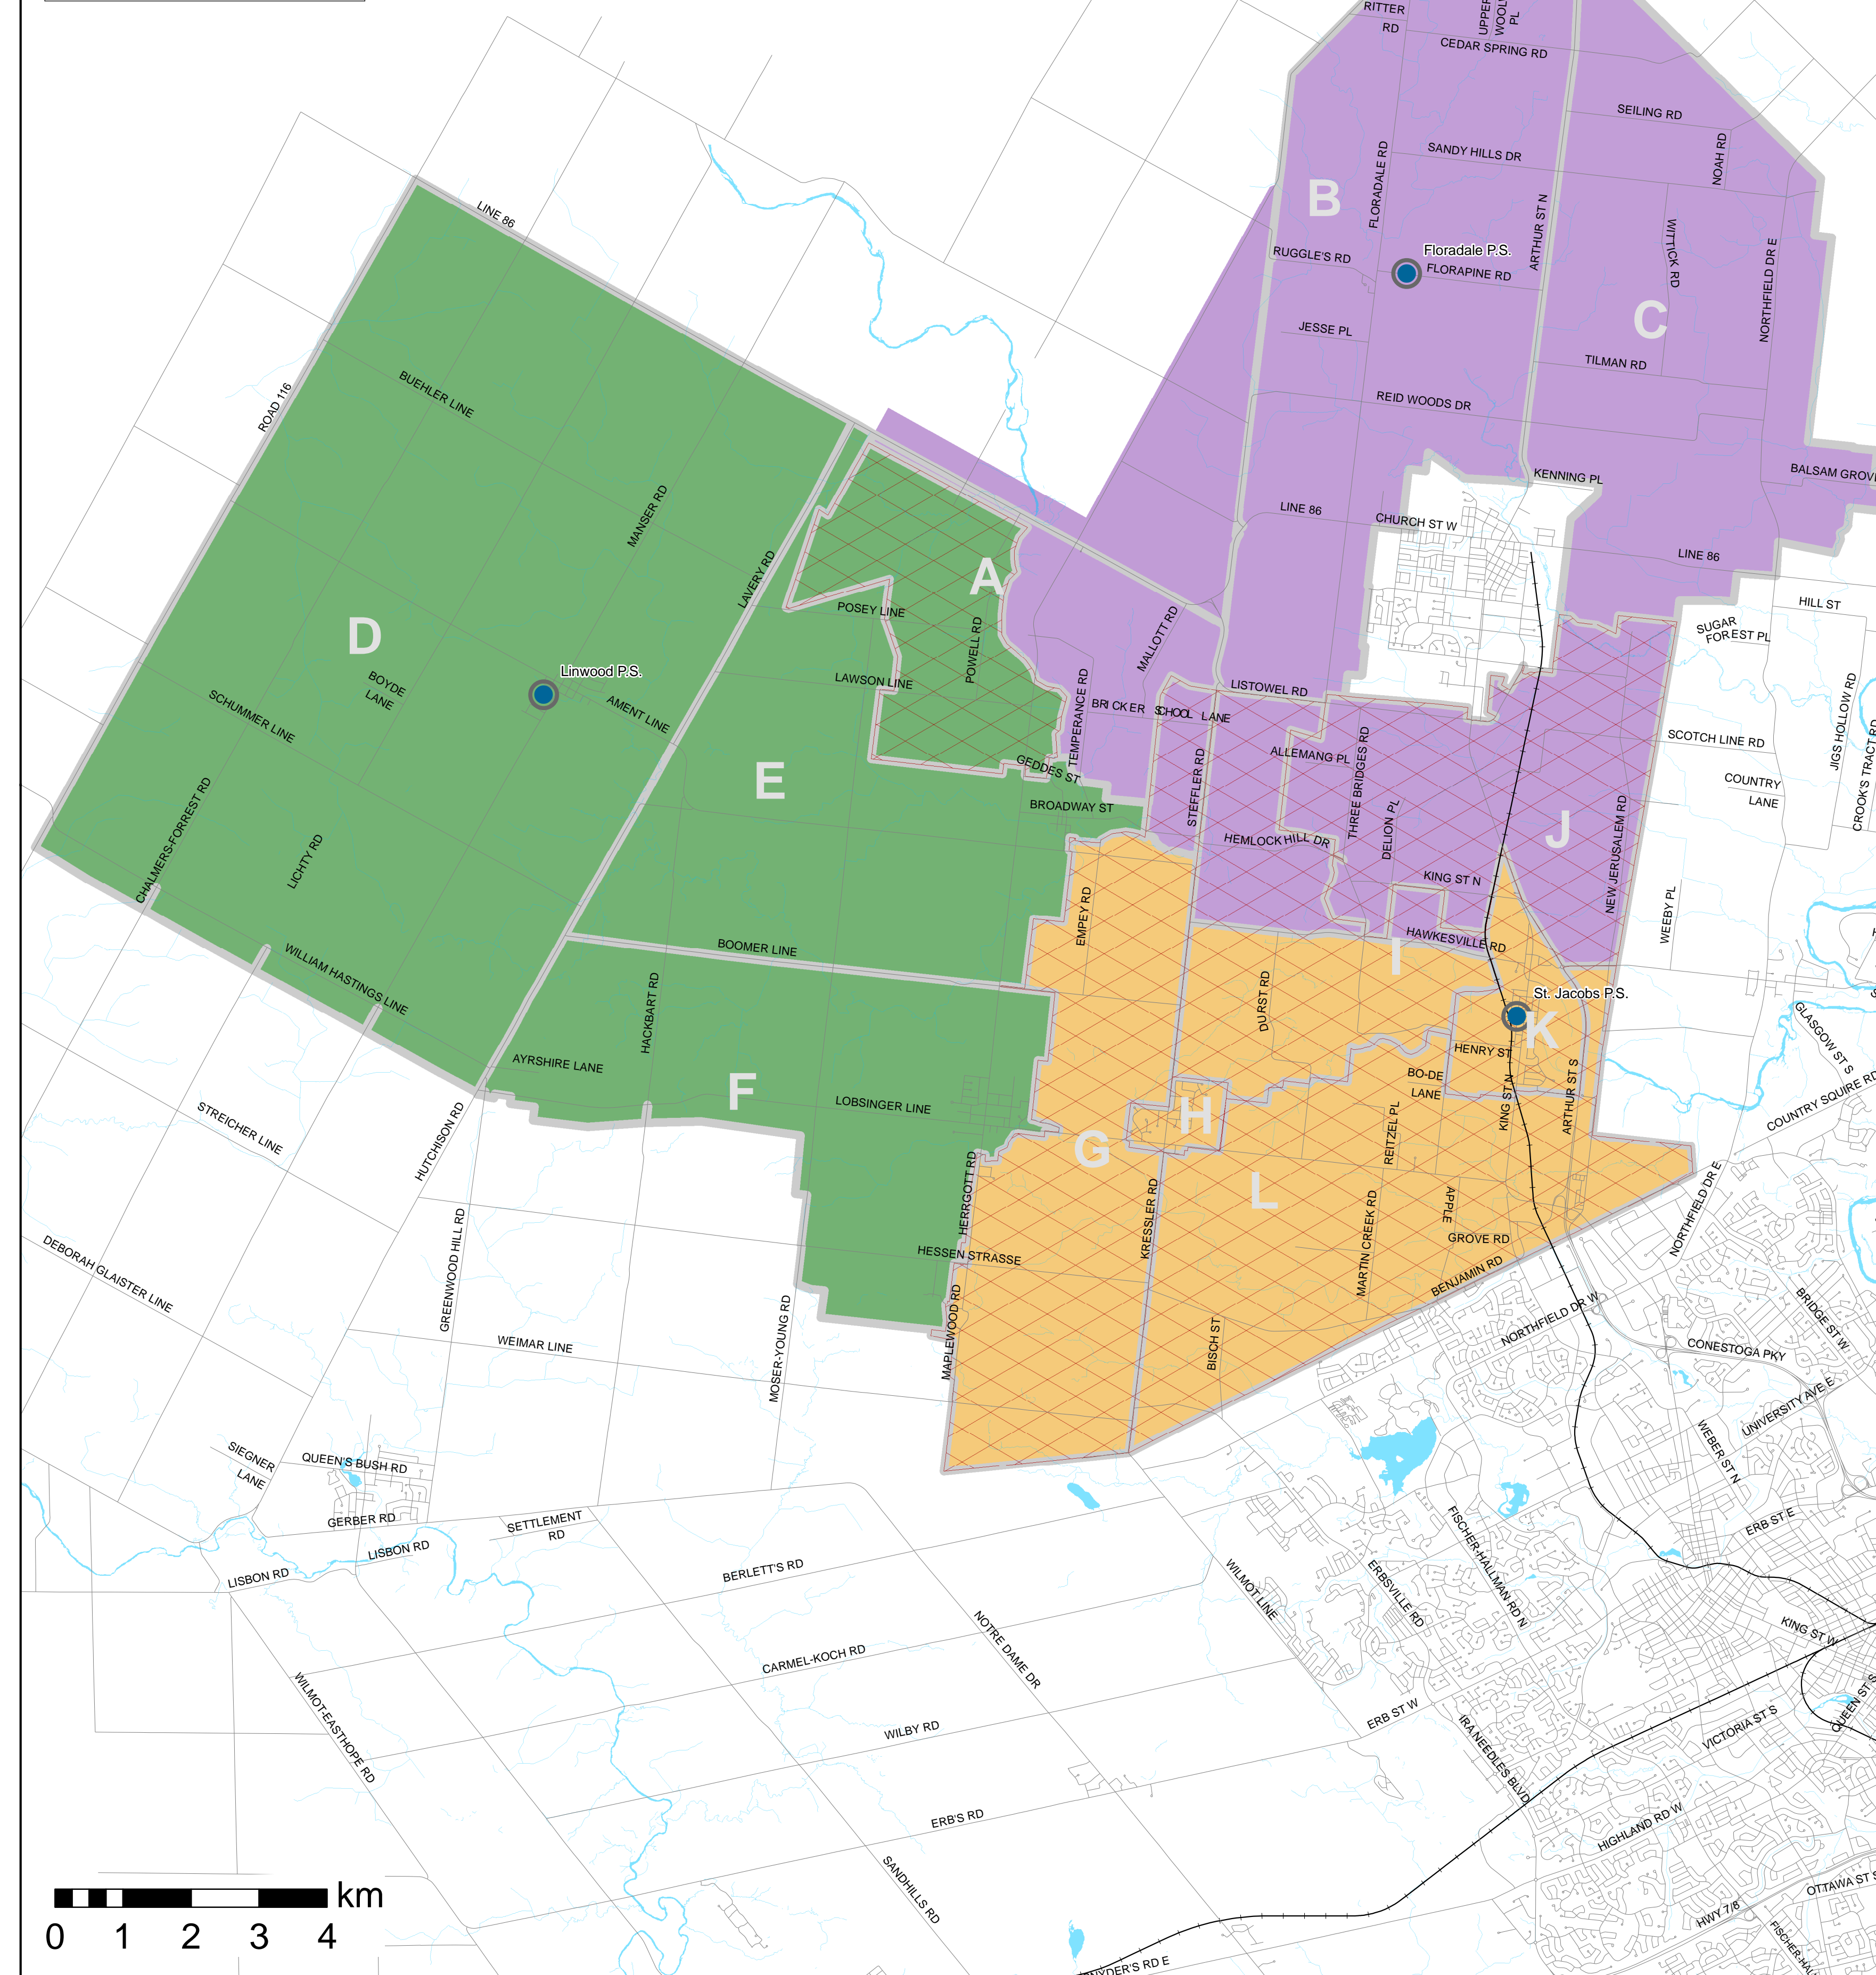 RITTER
RD
UPPER
PL
CEDAR SPRING RD
SEILING RD
NOAH RD
SANDY HILLS DR
FLORADALE RD
ARTHUR ST N
B
LINE 86
WITTICK RD
NORTHFIELD DR E
RUGGLE'S RD
Floradale P.S.
FLORAPINE RD
C
JESSE PL
TILMAN RD
ROAD 116
BUEHLER LINE
REID WOODS DR
KENNING PL
BALSAM GROVE
MANSER RD
LINE 86
CHURCH ST W
LINE 86
LAVERY RD
A
POSEY LINE
HILL ST
SUGAR
FOREST PL
D
POWELL RD
MALLOTT RD
Linwood P.S.
BOYDE
LANE
LAWSON LINE
TEMPERANCE RD
LISTOWEL RD
SCHUMMER LINE
AMENT LINE
BRICKER SCHOOL LANE
JIGS HOLLOW RD
SCOTCH LINE RD
E
GEDDES ST
STEFFLER RD
ALLEMANG PL
THREE BRIDGES RD
COUNTRY
LANE
CROOK'S TRACT RD
BROADWAY ST
CHALMERS-FORREST RD
LICHTY RD
HEMLOCK HILL DR
DELION PL
J
NEW JERUSALEM RD
KING ST N
EMPEY RD
WEEBY PL
BOOMER LINE
HAWKESVILLE RD
WILLIAM HASTINGS LINE
I
HACKBART RD
DURST RD
St. Jacobs P.S.
K
GLASGOW ST S
AYRSHIRE LANE
HENRY ST
F
BO-DE
LANE
LOBSINGER LINE
H
KING ST N
ARTHUR ST S
COUNTRY SQUIRE RD
STREICHER LINE
HUTCHISON RD
G
REITZEL PL
HERRGOTT RD
L
KRESSLER RD
APPLE
GROVE RD
NORTHFIELD DR E
DEBORAH GLAISTER LINE
GREENWOOD HILL RD
HESSEN STRASSE
MARTIN CREEK RD
BENJAMIN RD
MAPLEWOOD RD
MOSER-YOUNG RD
WEIMAR LINE
BISCH ST
NORTHFIELD DR W
BRIDGE ST W
CONESTOGA PKY
UNIVERSITY AVE E
SIEGNER
LANE
QUEEN'S BUSH RD
WEBER ST N
GERBER RD
SETTLEMENT
RD
LISBON RD
FISCHER-HALLMAN RD N
ERB ST E
LISBON RD
BERLETT'S RD
WILMOT LINE
ERBSVILLE RD
NOTRE DAME DR
KING ST W
CARMEL-KOCH RD
WILMOT-EASTHOPE RD
WILBY RD
ERB ST W
IRA NEEDLES BLVD
VICTORIA ST S
QUEEN ST S
ERB'S RD
HIGHLAND RD W
SANDHILLS RD
OTTAWA ST S
HWY 7/8
km
0 1 2 3 4